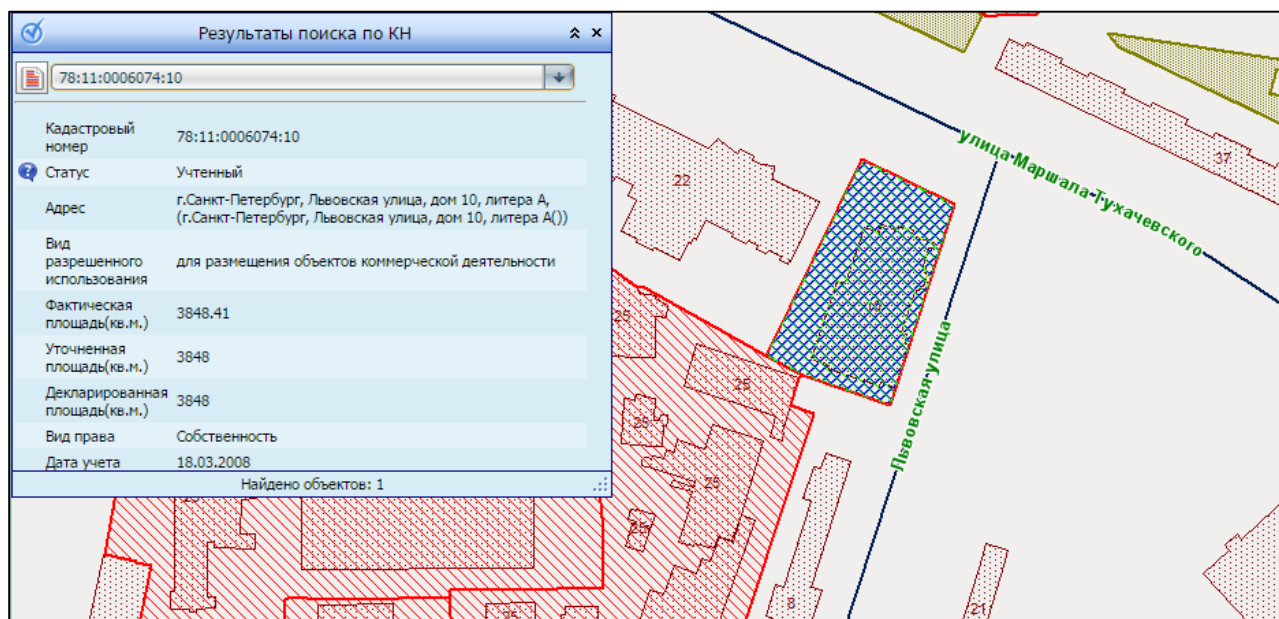 Результаты поиска по КН
78:11:0006074:10
Кадастровый
номер
78:11:0006074:10
Статус
Учтенный
Адрес
г.Санкт-Петербург, Львовская улица, дом 10, литера А,
(г.Санкт-Петербург, Львовская улица, дом 10, литера А())
Вид
разрешенного
использования
для размещения объектов коммерческой деятельности
Фактическая
площадь(кв.м.)
3848.41
Уточненная
площадь(кв.м.)
3848
Декларированная
площадь(кв.м.)
3848
Вид права
Собственность
Дата учета
18.03.2008
Найдено объектов: 1
улица Маршала Тухачевского
37
22
10
Львовская улица
25
25
25
25
25
25
8
21